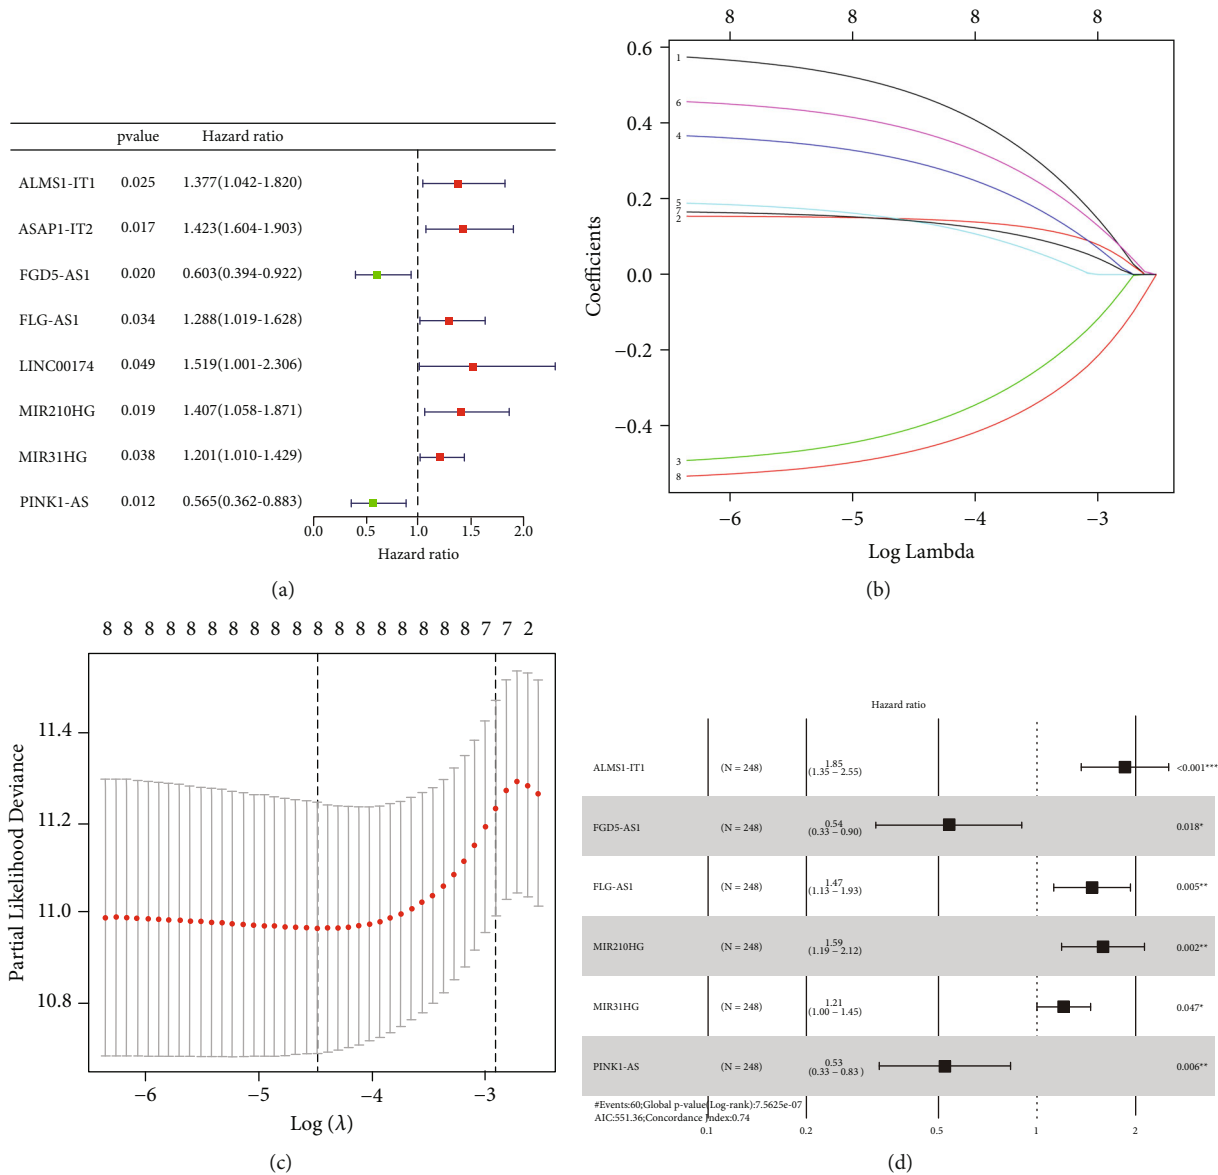 pvalue Hazard ratio
ALMS1-IT1 0.025 1.377(1.042-1.820)
ASAP1-IT2 0.017 1.423(1.604-1.903)
FGD5-AS1 0.020 0.603(0.394-0.922)
FLG-AS1 0.034 1.288(1.019-1.628)
LINC00174 0.049 1.519(1.001-2.306)
MIR210HG 0.019 1.407(1.058-1.871)
MIR31HG 0.038 1.201(1.010-1.429)
PINK1-AS 0.012 0.565(0.362-0.883)
0.0 0.5 1.0 1.5 2.0
Hazard ratio
(a)
8 8 8 8
0.6
0.4
0.2
0.0
−0.2
−0.4
Coefficients
1
6
4
5
7
2
3
8
−6 −5 −4 −3
Log Lambda
(b)
8 8 8 8 8 8 8 8 8 8 8 8 8 8 8 8 8 8 7 7 2
11.4
11.2
11.0
10.8
Partial Likelihood Deviance
−6 −5 −4 −3
Log (λ)
(c)
Hazard ratio
ALMS1-IT1 (N = 248) 1.85 (1.35 − 2.55) <0.001***
FGD5-AS1 (N = 248) 0.54 (0.33 − 0.90) 0.018*
FLG-AS1 (N = 248) 1.47 (1.13 − 1.93) 0.005**
MIR210HG (N = 248) 1.59 (1.19 − 2.12) 0.002**
MIR31HG (N = 248) 1.21 (1.00 − 1.45) 0.047*
PINK1-AS (N = 248) 0.53 (0.33 − 0.83 ) 0.006**
#Events:60;Global p-value(Log-rank):7.5625e-07
AIC:551.36;Concordance Index:0.74
0.1 0.2 0.5 1 2
(d)